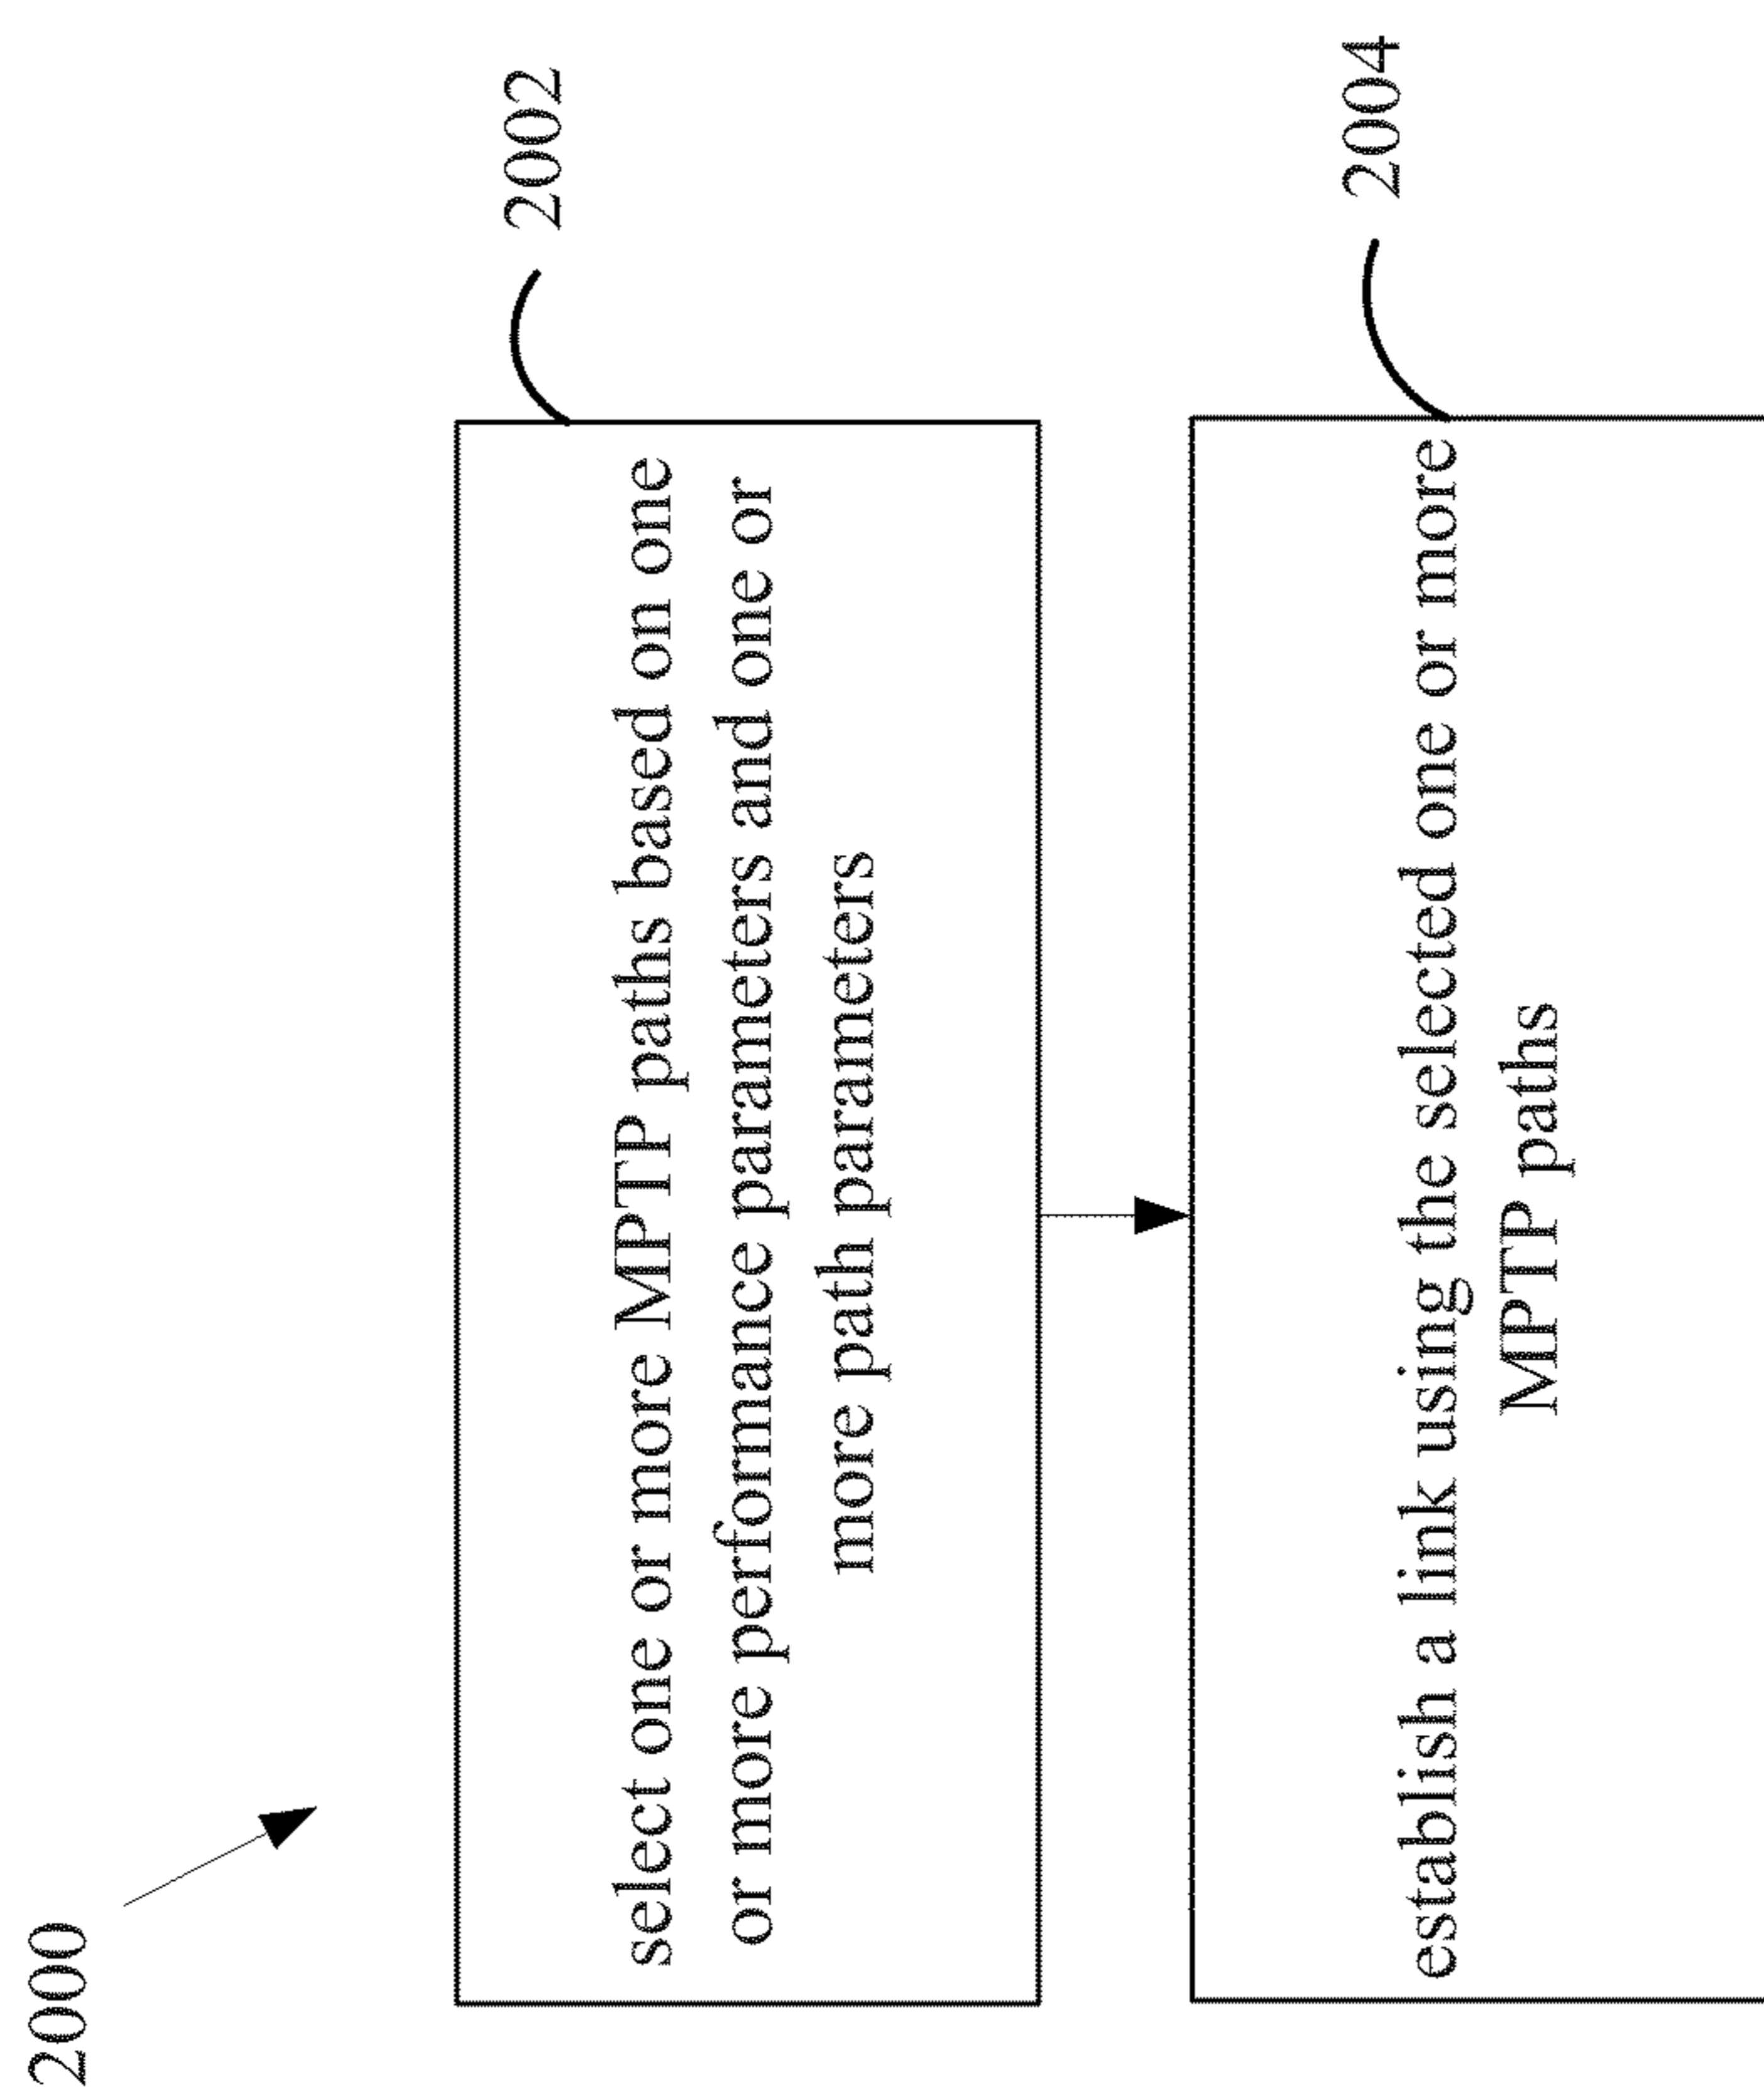 2000
2002
select one or more MPTP paths based on one
or more performance parameters and one or
more path parameters
2004
establish a link using the selected one or more
MPTP paths